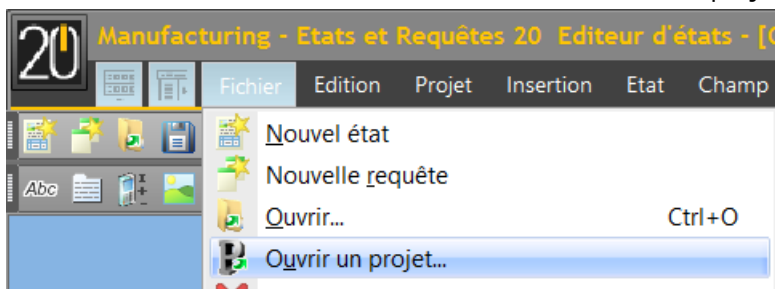 20 Manufacturing - Etats et Requêtes 20 Editeur d'états - [
Fichier Edition Projet Insertion Etat Champ
Nouvel état
Nouvelle requête
Abc
Ouvrir... Ctrl+O
Ouvrir un projet...